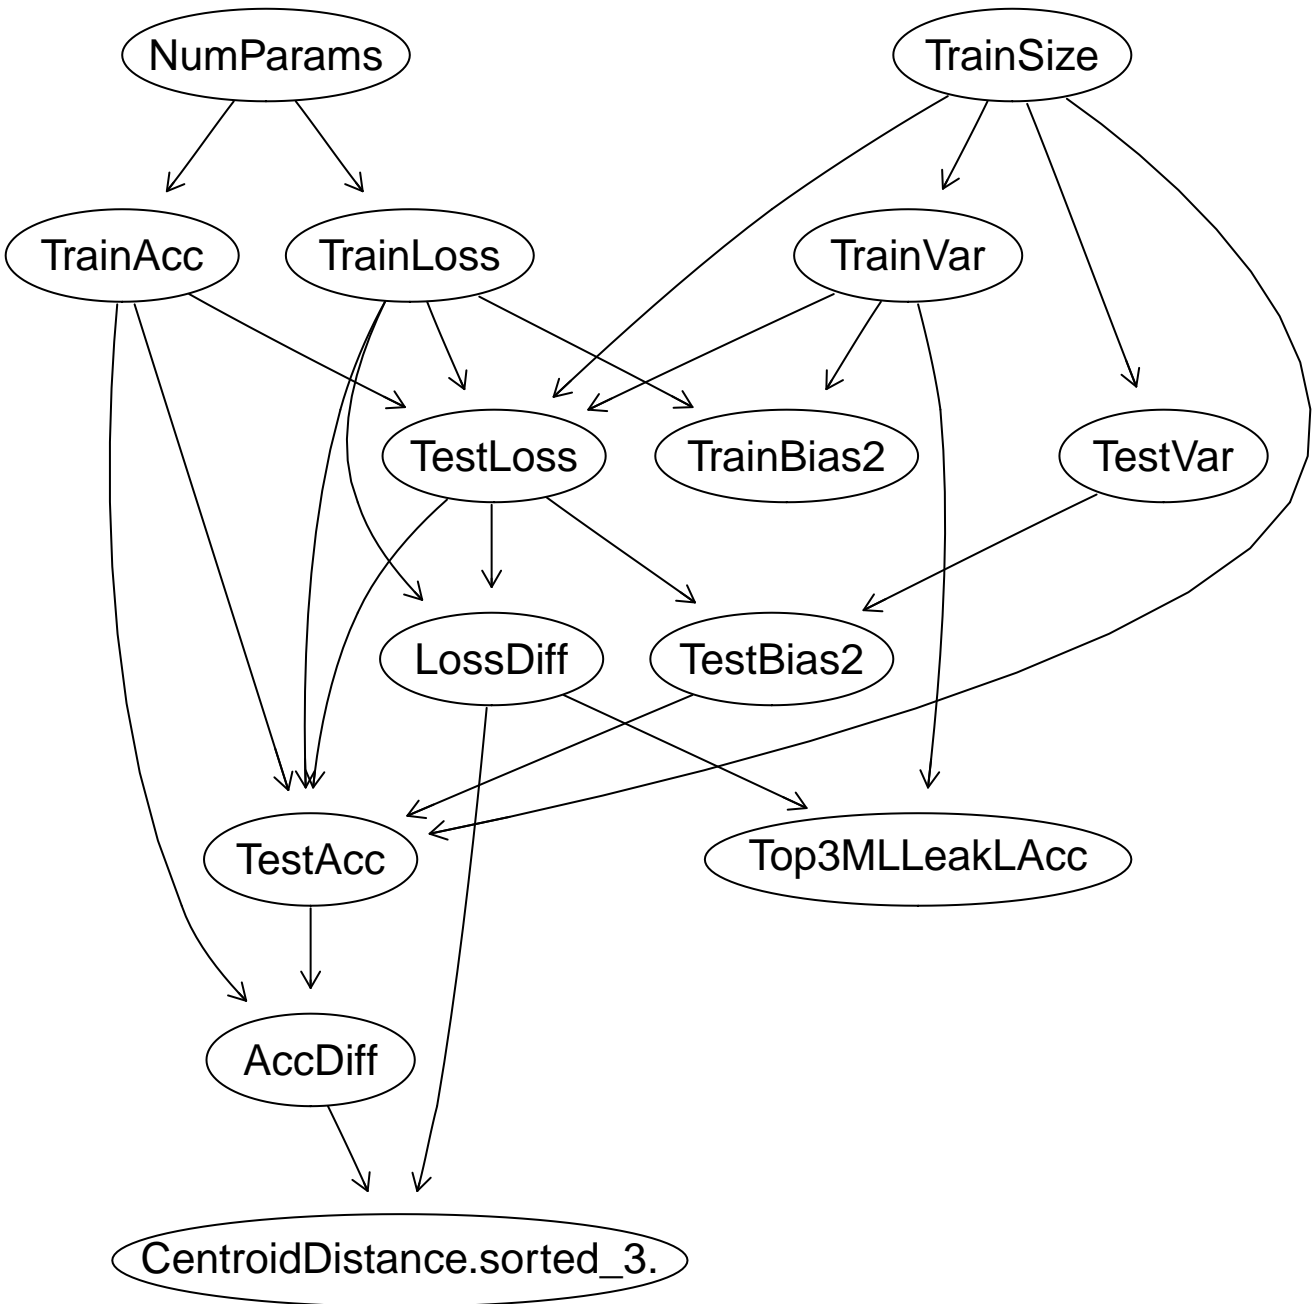 NumParams
TrainSize
TrainAcc
TrainLoss
TrainVar
TestLoss
TrainBias2
TestVar
LossDiff
TestBias2
TestAcc
Top3MLLeakLAcc
AccDiff
CentroidDistance.sorted_3.